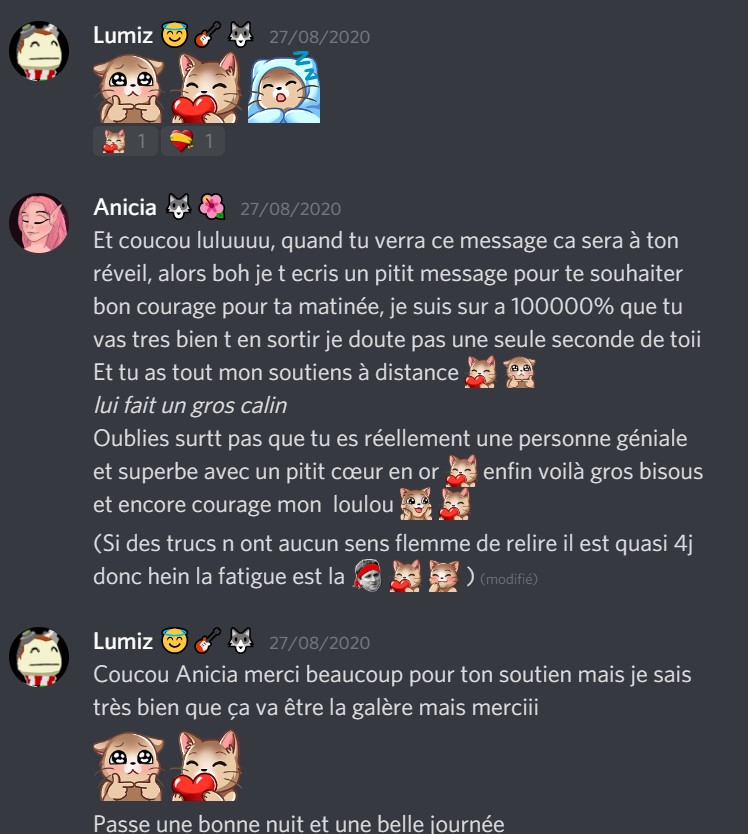 Lumiz 😇 🎸 🐺 27/08/2020
1 1
Anicia 🐺 🌺 27/08/2020
Et coucou luluuuu, quand tu verra ce message ca sera à ton
réveil, alors boh je t ecris un pitit message pour te souhaiter
bon courage pour ta matinée, je suis sur a 100000% que tu
vas tres bien t en sortir je doute pas une seule seconde de toii
Et tu as tout mon soutiens à distance
lui fait un gros calin
Oublies surtt pas que tu es réellement une personne géniale
et superbe avec un pitit cœur en or enfin voilà gros bisous
et encore courage mon loulou
(Si des trucs n ont aucun sens flemme de relire il est quasi 4j
donc hein la fatigue est la ) (modifié)
Lumiz 😇 🎸 🐺 27/08/2020
Coucou Anicia merci beaucoup pour ton soutien mais je sais
très bien que ça va être la galère mais merciii
Passe une bonne nuit et une belle journée